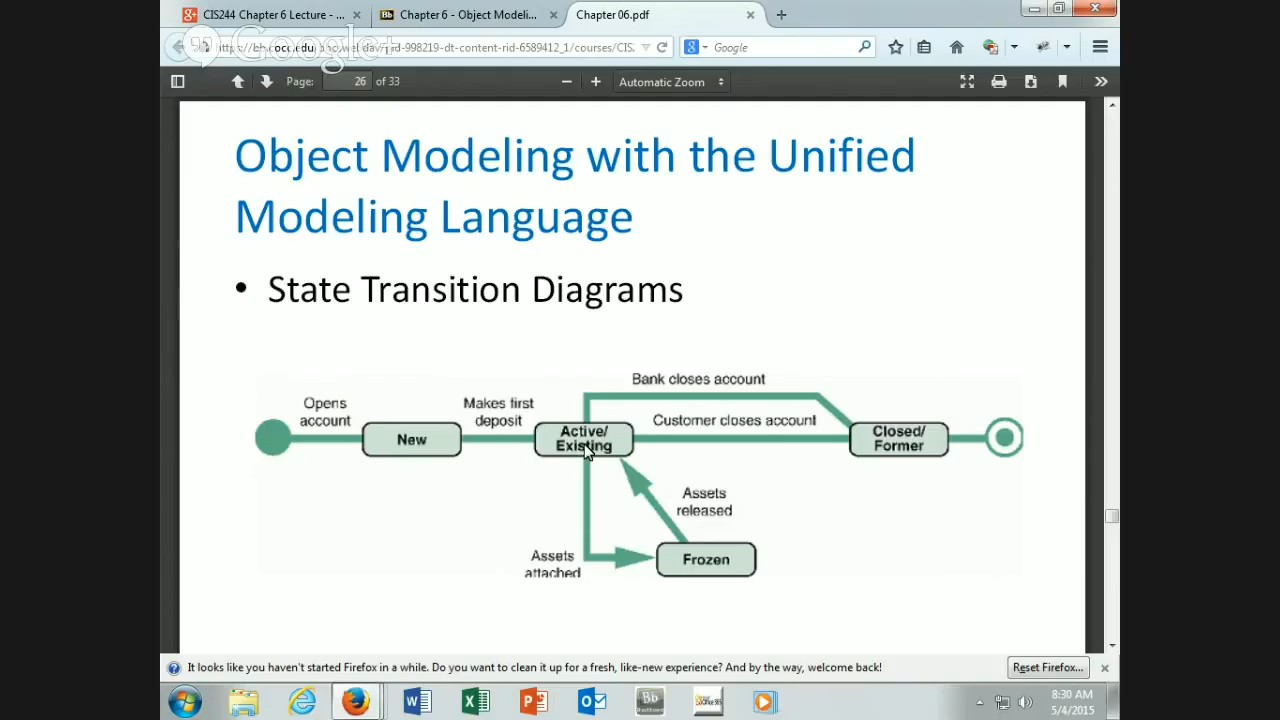 CIS244 Chapter 6 Lecture - ...
Chapter 6 - Object Modeli...
Chapter 06.pdf
Google+
Google
Page: 26 of 33
Automatic Zoom
Object Modeling with the Unified
Modeling Language
• State Transition Diagrams
Bank closes account
Opens
account
Makes first
deposit
Customer closes account
New
Active/
Existing
Closed/
Former
Assets
released
Assets
attached
Frozen
It looks like you haven't started Firefox in a while. Do you want to clean it up for a fresh, like-new experience? And by the way, welcome back!
Reset Firefox...
8:30 AM
5/4/2015